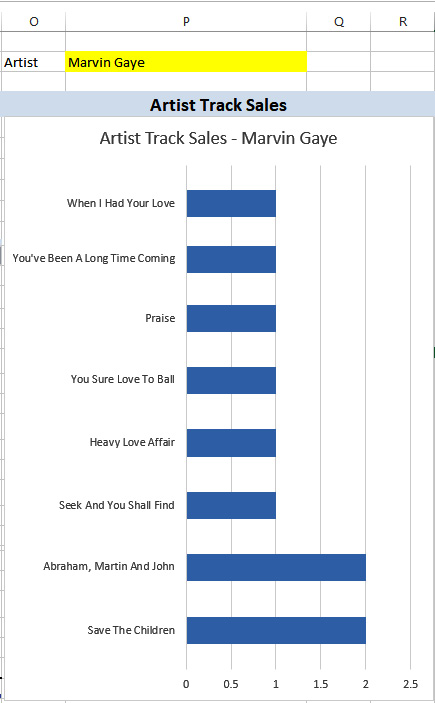 O P Q R
Artist Marvin Gaye
Artist Track Sales
Artist Track Sales - Marvin Gaye
When I Had Your Love
You've Been A Long Time Coming
Praise
You Sure Love To Ball
Heavy Love Affair
Seek And You Shall Find
Abraham, Martin And John
Save The Children
0 0.5 1 1.5 2 2.5